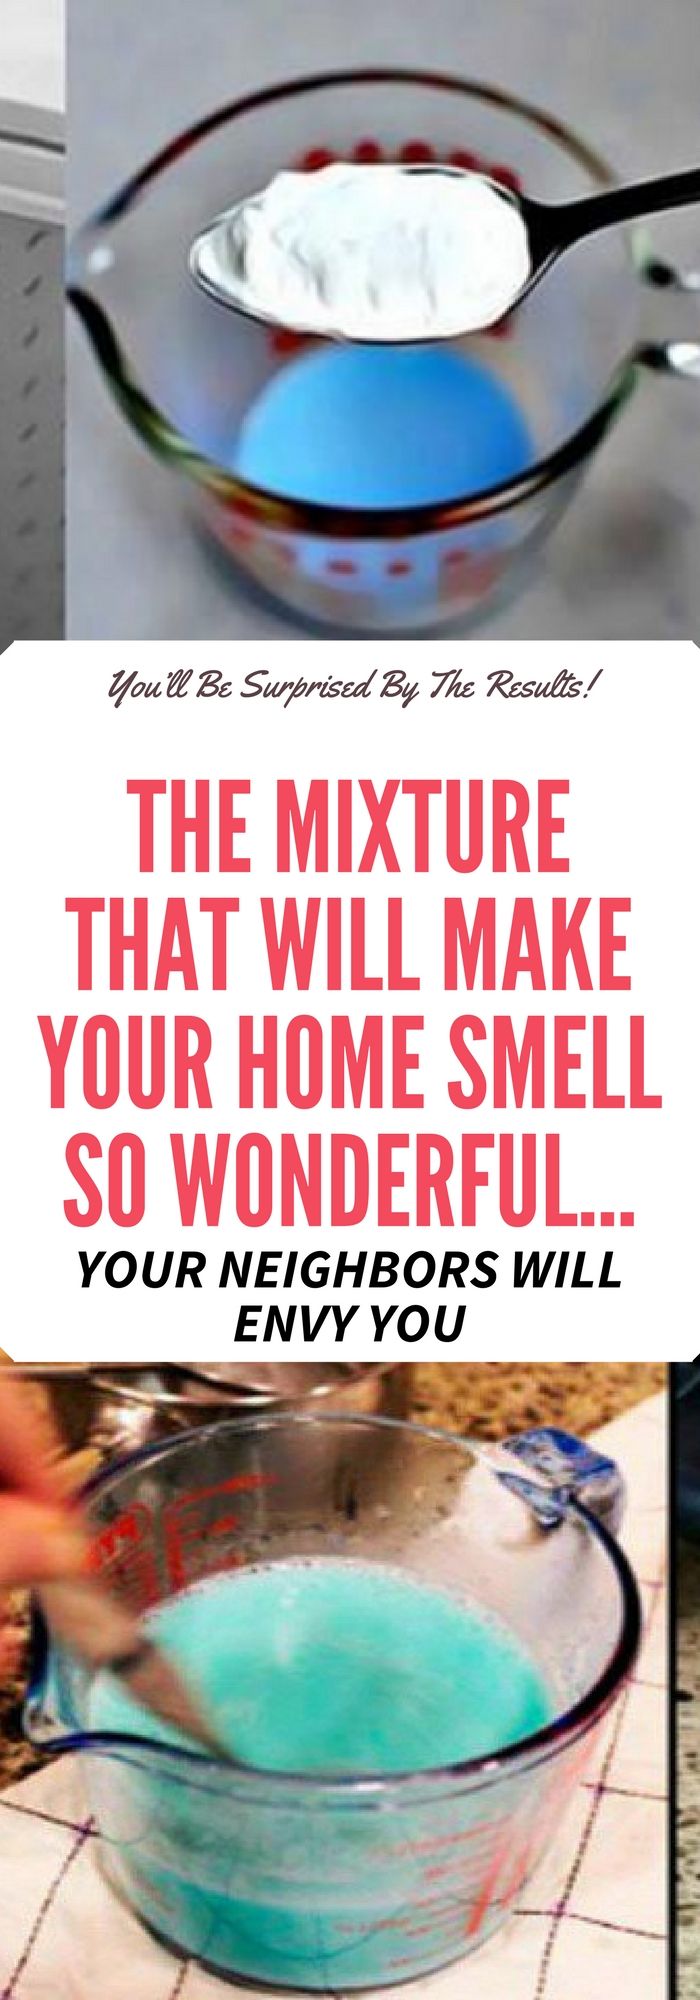 You'll Be Surprised By The Results!
THE MIXTURE
THAT WILL MAKE
YOUR HOME SMELL
SO WONDERFUL...
YOUR NEIGHBORS WILL
ENVY YOU